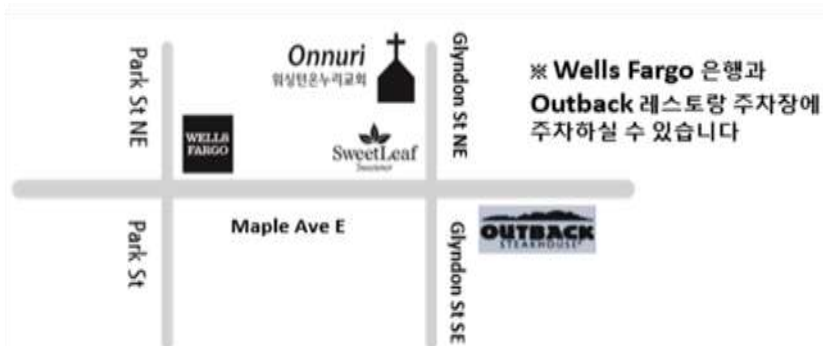 Park St NE
Onnuri
워싱턴온누리교회
Glyndon St NE
※ Wells Fargo 은행과
Outback 레스토랑 주차장에
주차하실 수 있습니다
WELLS
FARGO
SweetLeaf
Sweetener
Park St
Maple Ave E
Glyndon St SE
OUTBACK
STEAKHOUSE